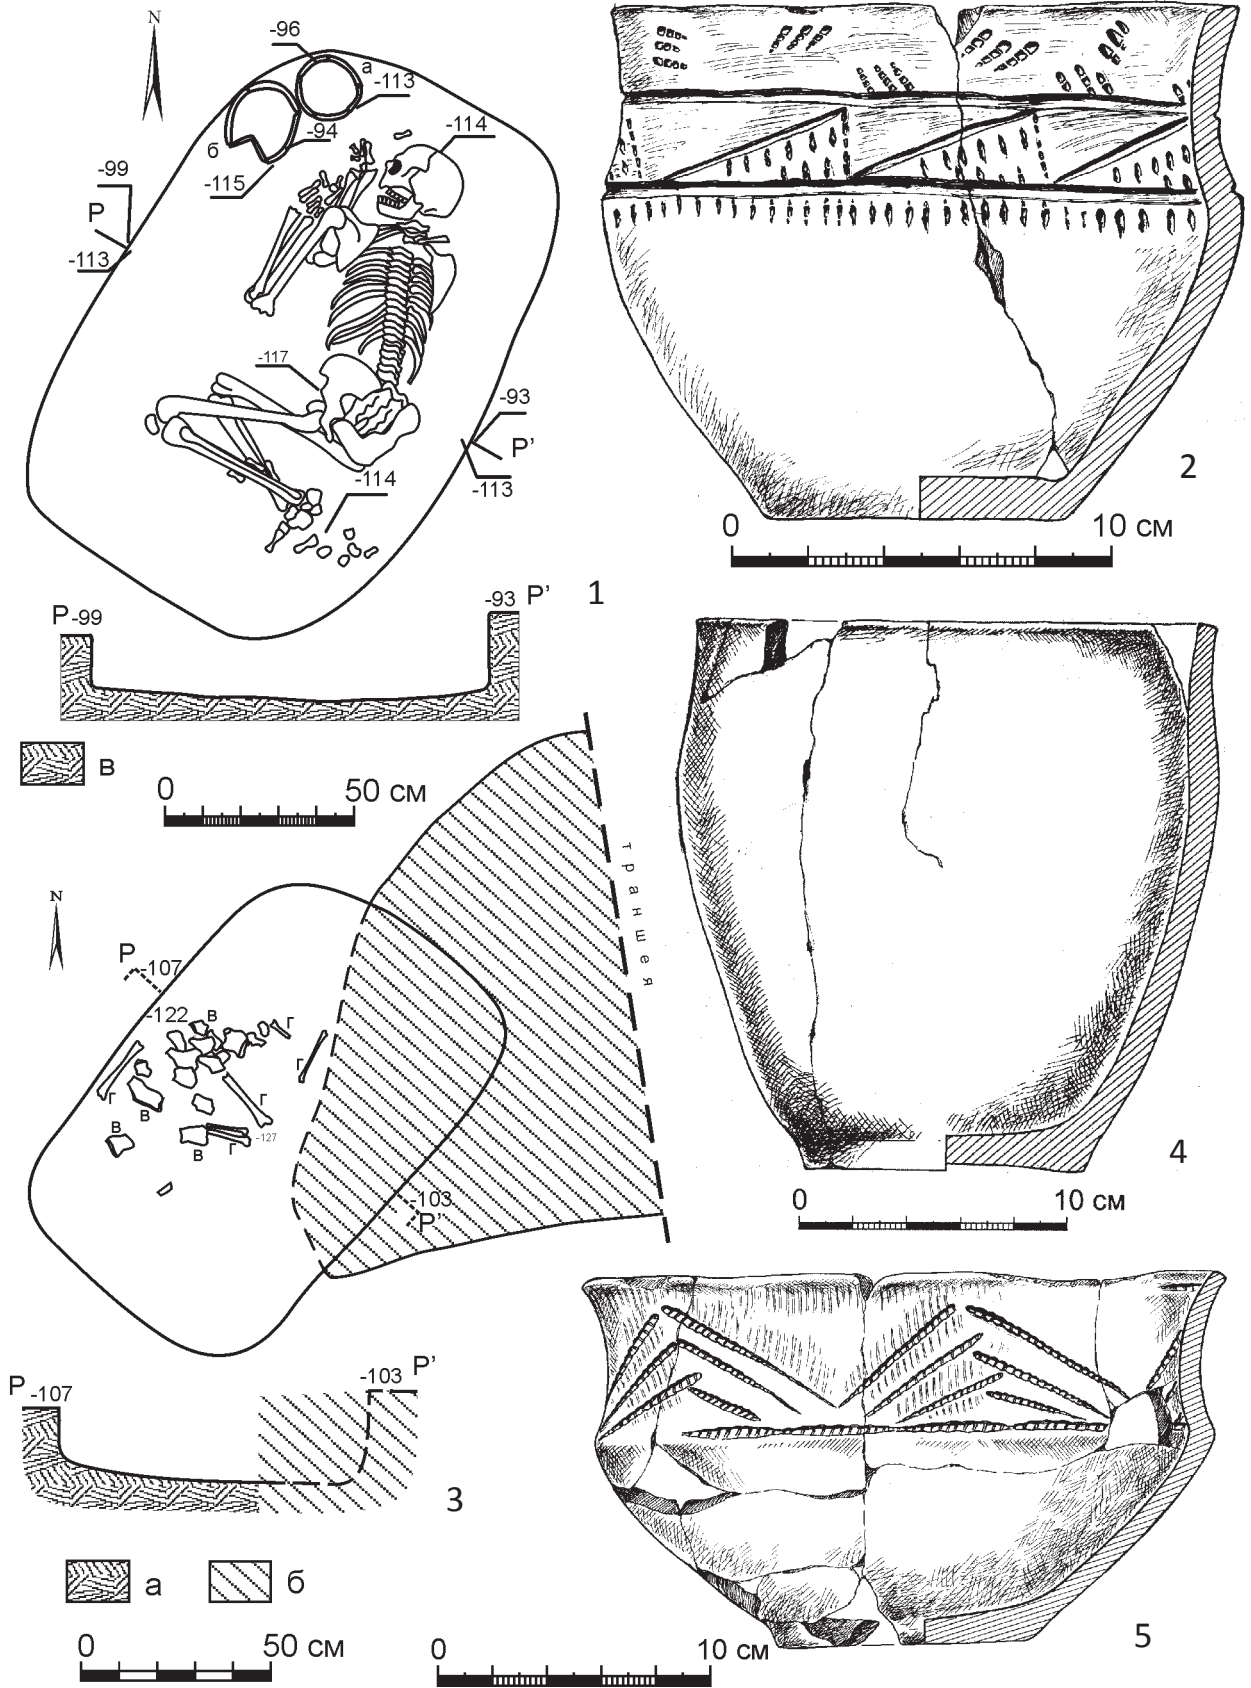 N
-96
а
-113
-114
-94
б
-115
-99
Р
-113
-117
-93
Р'
-114
-113
1
Р -99
-93 Р'
в
0 50 см
2
0 10 см
N
Р
-107
-122
в
г
г
г
в
г
в
в
г
-127
-103
Р'
траншея
Р
-107
-103
Р'
3
а
б
0 50 см
4
0 10 см
5
0 10 см